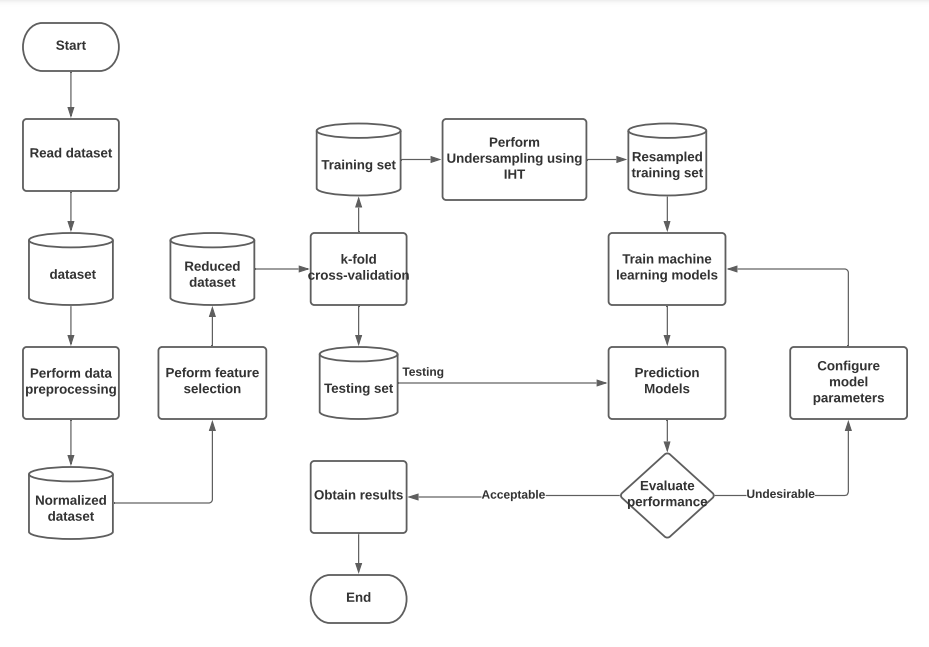 Start
Read dataset
dataset
Perform data
preprocessing
Normalized
dataset
Peform feature
selection
Reduced
dataset
k-fold
cross-validation
Training set
Perform
Undersampling using
IHT
Resampled
training set
Train machine
learning models
Testing set
Testing
Prediction
Models
Evaluate
performance
Undesirable
Configure
model
parameters
Acceptable
Obtain results
End